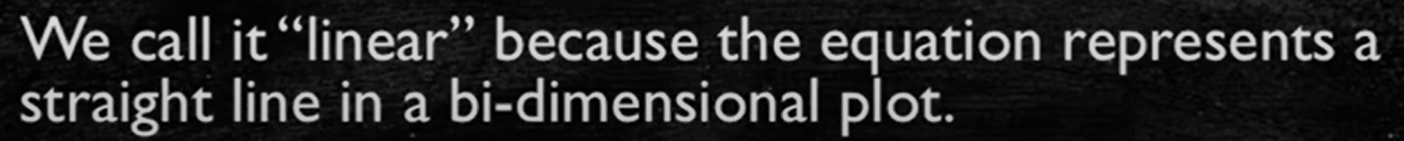 We call it “linear” because the equation represents a
straight line in a bi-dimensional plot.